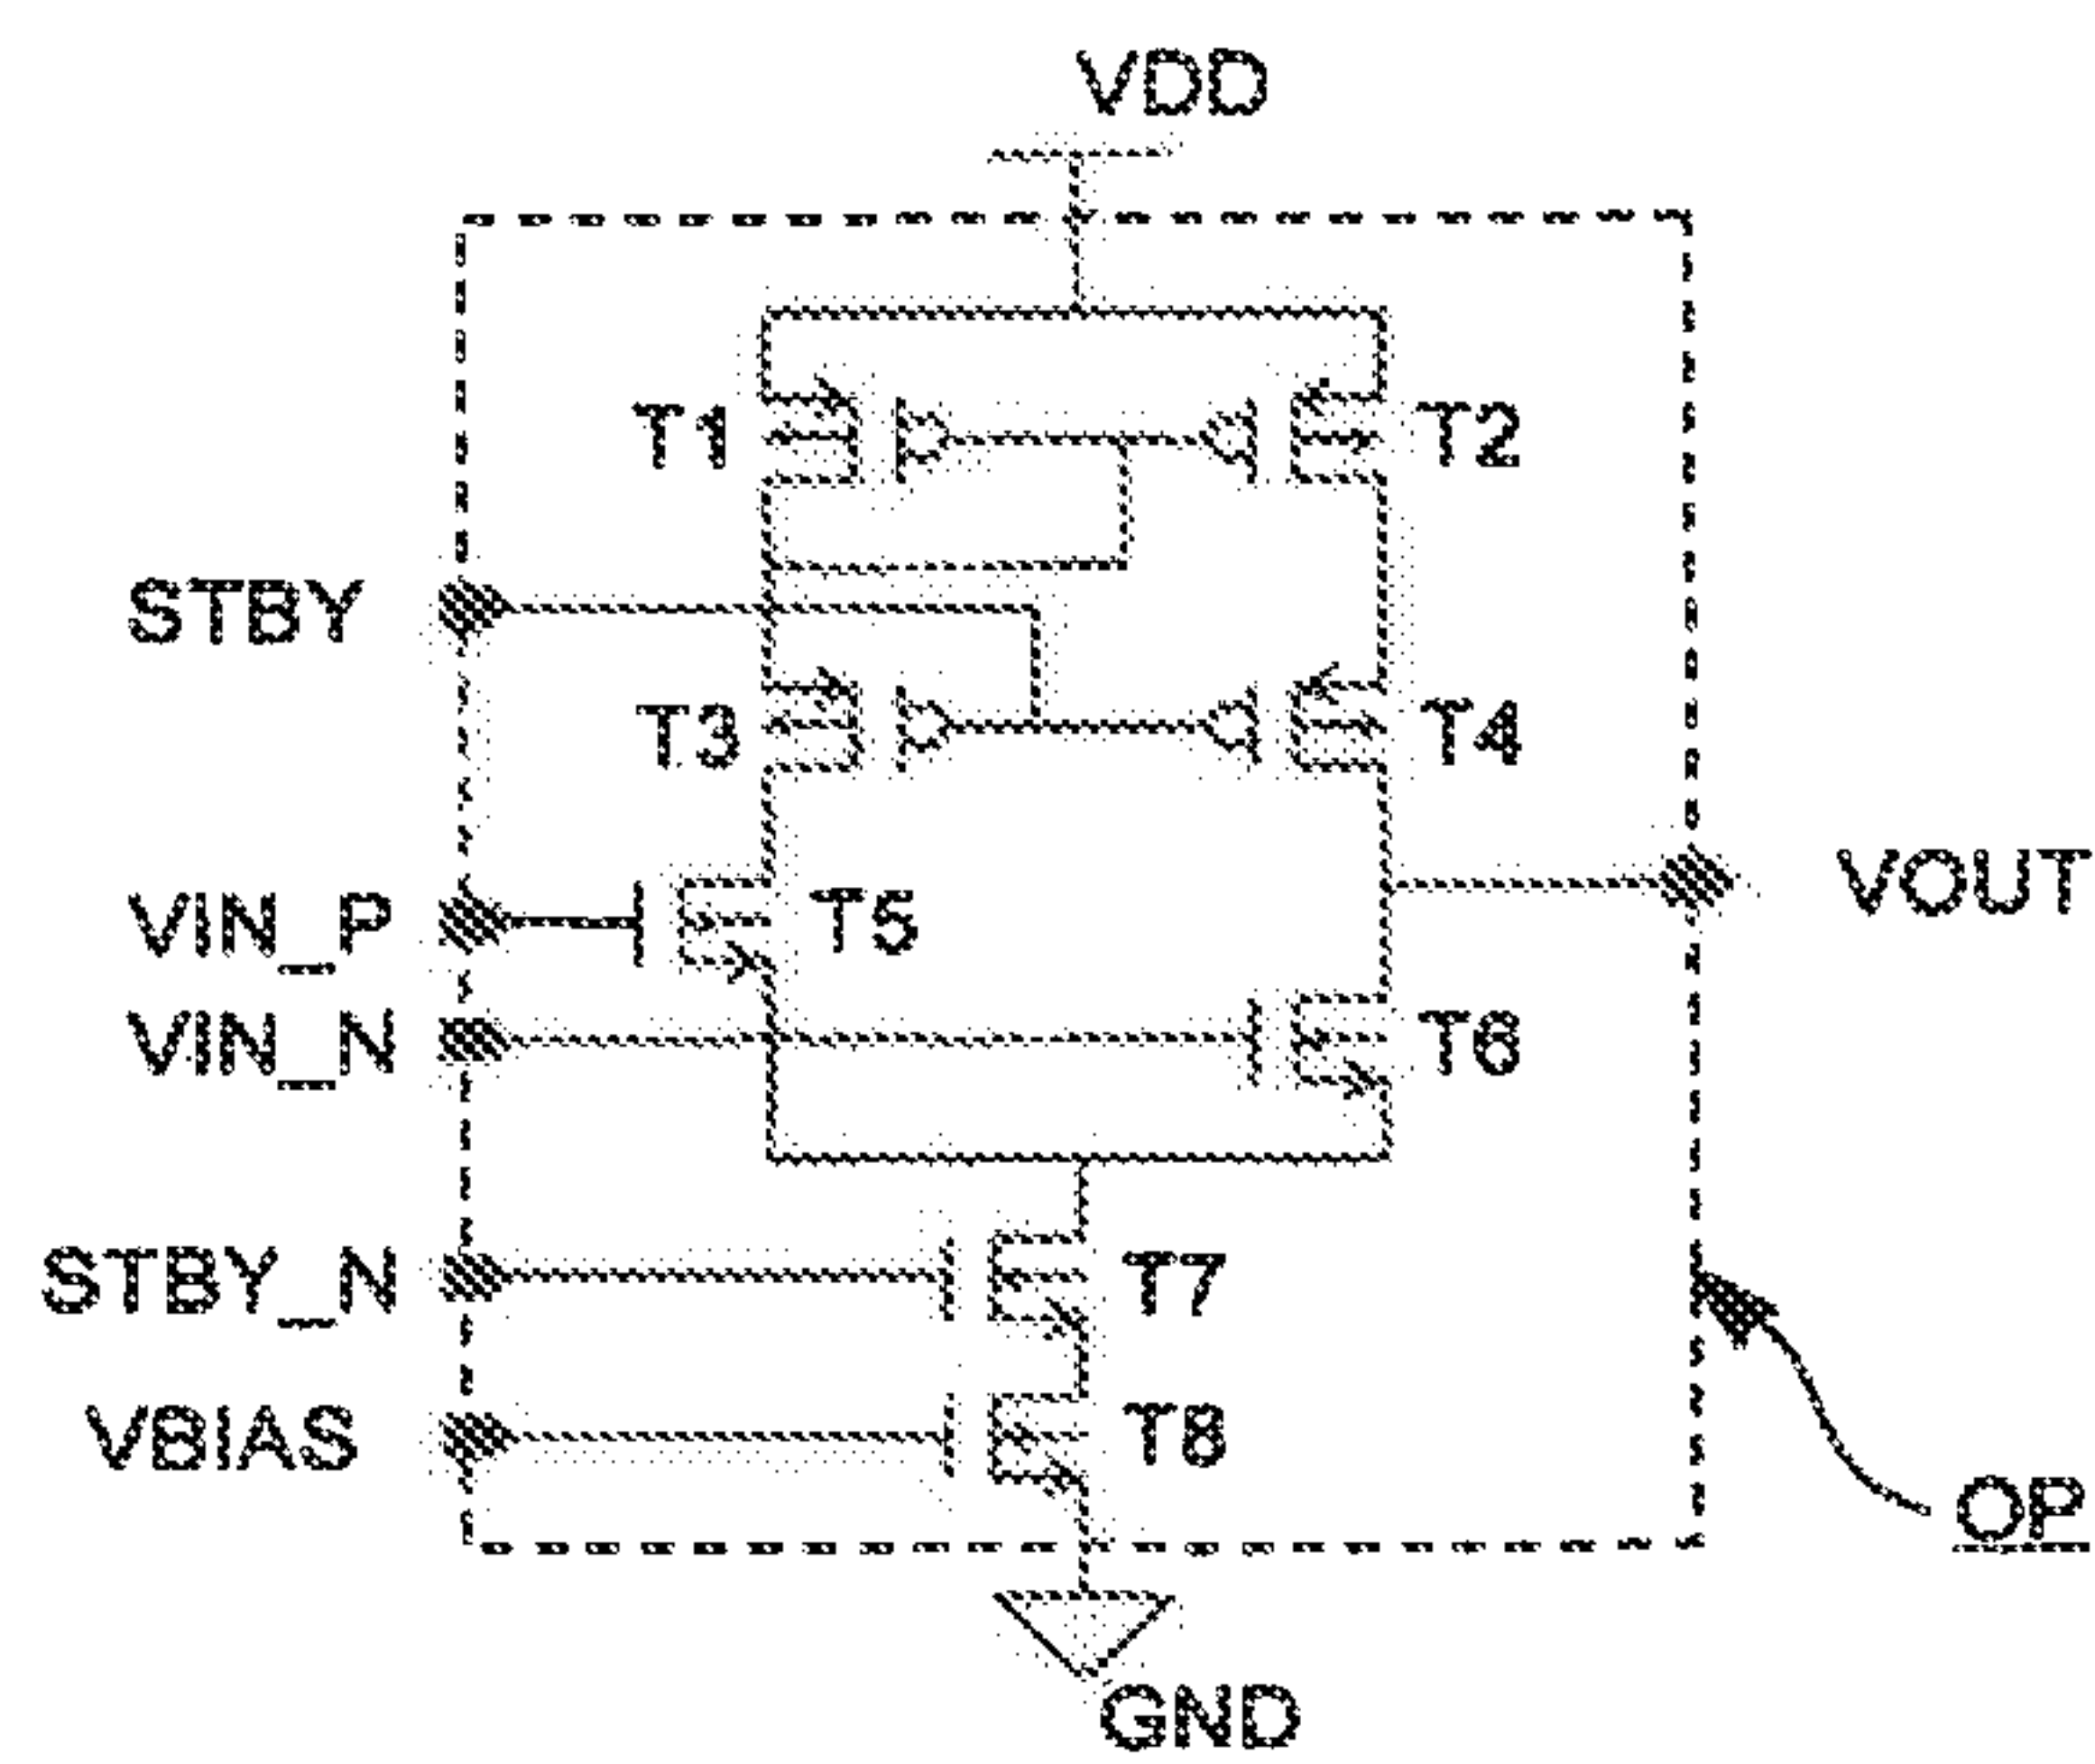 VDD
T1
T2
STBY
T3
T4
VIN_P
T5
VOUT
VIN_N
T6
STBY_N
T7
VBIAS
T8
OP
GND